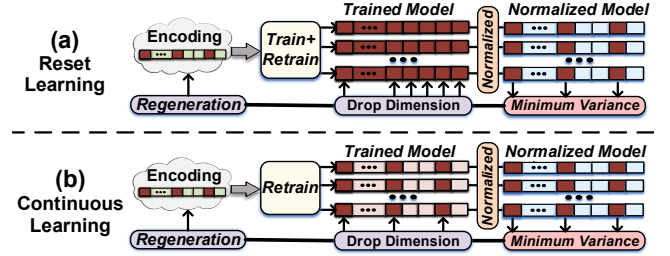 (a)
Reset
Learning
Encoding
•••
Regeneration
Train+
Retrain
Trained Model
•••
•••
•••
•••
Drop Dimension
Normalized
Normalized Model
•••
•••
•••
•••
Minimum Variance
(b)
Continuous
Learning
Encoding
•••
Regeneration
Retrain
Trained Model
•••
•••
•••
•••
Drop Dimension
Normalized
Normalized Model
•••
•••
•••
•••
Minimum Variance